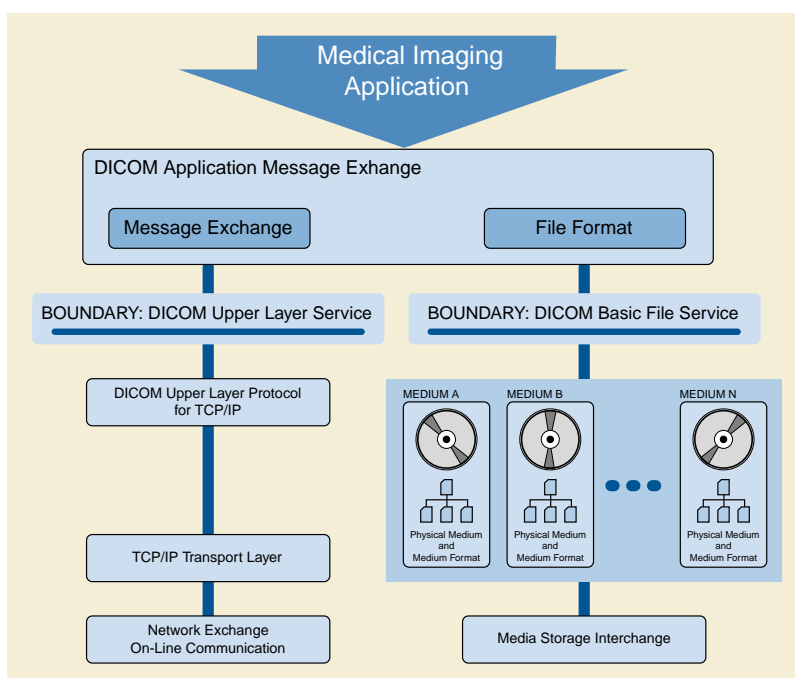 Medical Imaging
Application
DICOM Application Message Exhange
Message Exchange
File Format
BOUNDARY: DICOM Upper Layer Service
BOUNDARY: DICOM Basic File Service
DICOM Upper Layer Protocol
for TCP/IP
TCP/IP Transport Layer
Network Exchange
On-Line Communication
MEDIUM A
Physical Medium
and
Medium Format
MEDIUM B
Physical Medium
and
Medium Format
MEDIUM N
Physical Medium
and
Medium Format
Media Storage Interchange